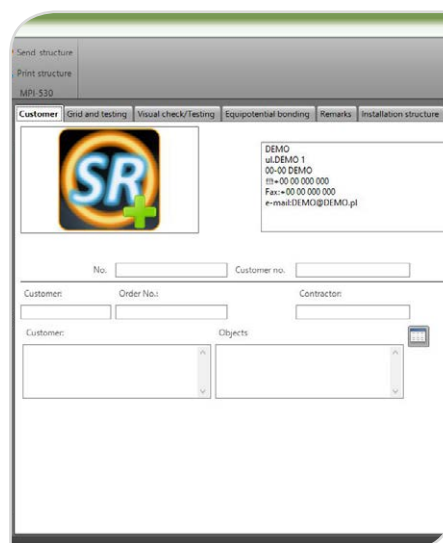 Send structure
Print structure
MPI-530
Customer Grid and testing Visual check/Testing Equipotential bonding Remarks Installation structure
SR
DEMO
ul.DEMO 1
00-00 DEMO
☎+00 00 000 000
Fax:+00 00 000 000
e-mail:DEMO@DEMO.pl
No. Customer no.
Customer: Order No.: Contractor:
Customer: Objects